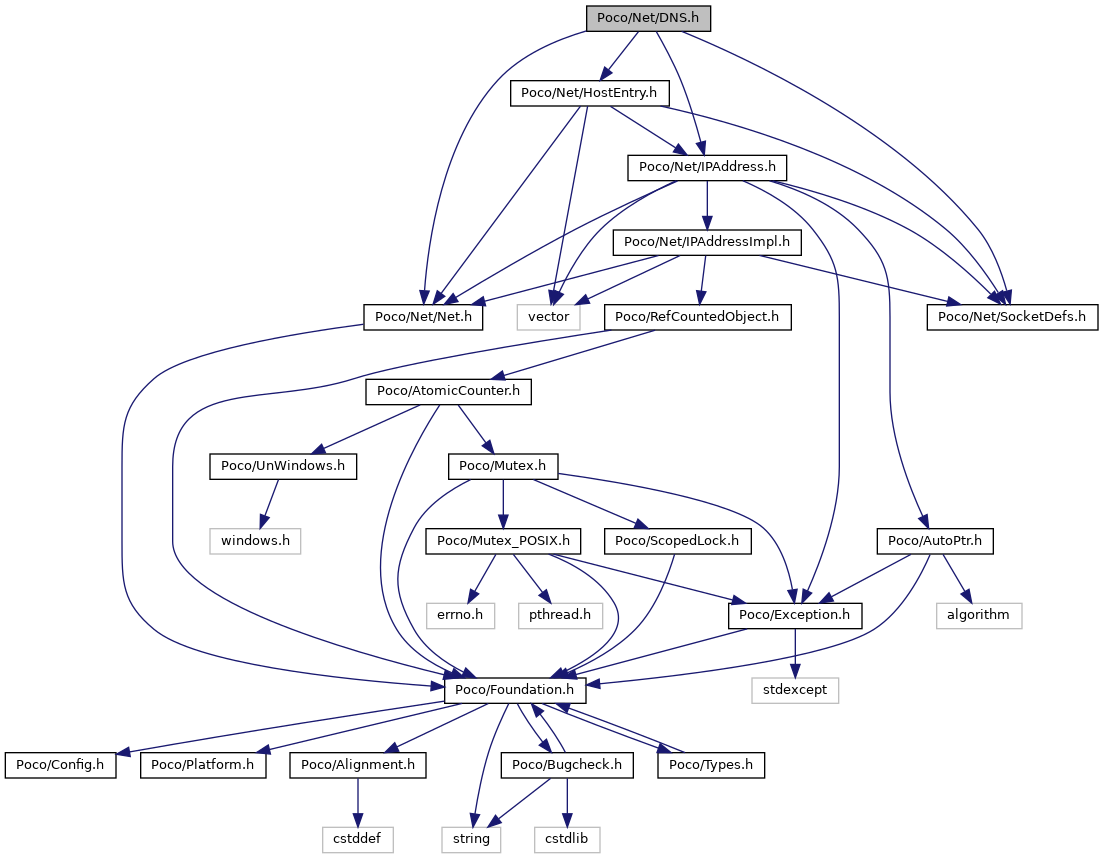 Poco/Net/DNS.h
Poco/Net/HostEntry.h
Poco/Net/IPAddress.h
Poco/Net/IPAddressImpl.h
Poco/Net/Net.h
vector
Poco/RefCountedObject.h
Poco/Net/SocketDefs.h
Poco/AtomicCounter.h
Poco/UnWindows.h
Poco/Mutex.h
windows.h
Poco/Mutex_POSIX.h
Poco/ScopedLock.h
Poco/AutoPtr.h
errno.h
pthread.h
Poco/Exception.h
algorithm
Poco/Foundation.h
stdexcept
Poco/Config.h
Poco/Platform.h
Poco/Alignment.h
Poco/Bugcheck.h
Poco/Types.h
cstddef
string
cstdlib